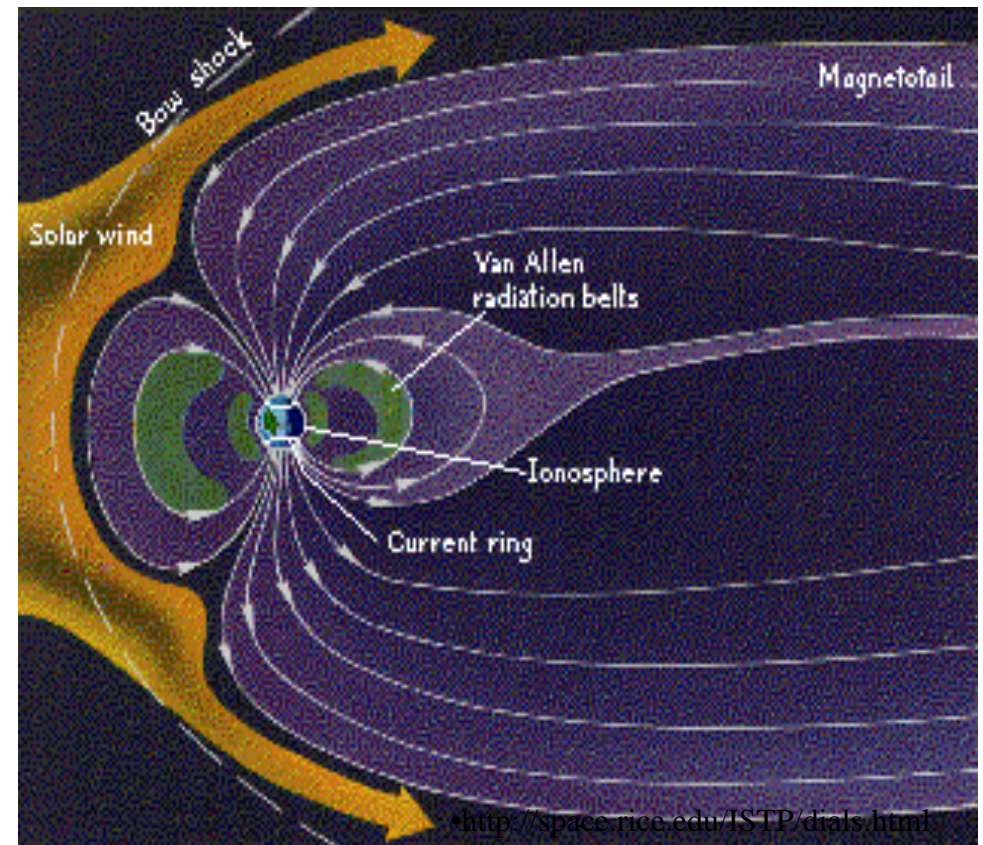 Bow shock
Magnetotail
Solar wind
Van Allen
radiation belts
Ionosphere
Current ring
•http://space.rice.edu/ISTP/dials.html